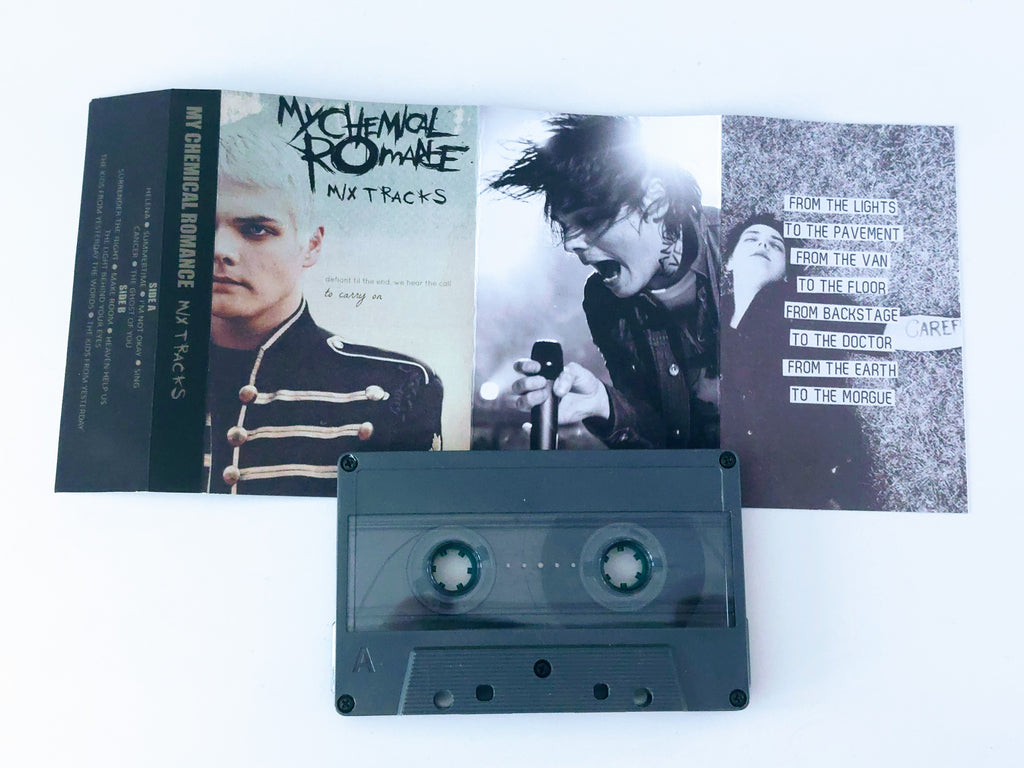 SIDE A
HELENA ● SUMMERTIME ● I'M NOT OKAY ● SING
CANCER ● THE GHOST OF YOU
SIDE B
SURRENDER THE NIGHT ● MAKE ROOM ● HEAVEN HELP US
THE LIGHT BEHIND YOUR EYES
THE KIDS FROM YESTERDAY THE WORDS ● THE KIDS FROM YESTERDAY
MY CHEMICAL ROMANCE MIX TRACKS
MY CHEMICAL
ROMANCE
MIX TRACKS
defiant til the end, we hear the call
to carry on
FROM THE LIGHTS
TO THE PAVEMENT
FROM THE VAN
TO THE FLOOR
FROM BACKSTAGE
TO THE DOCTOR
FROM THE EARTH
TO THE MORGUE
CAREF
A